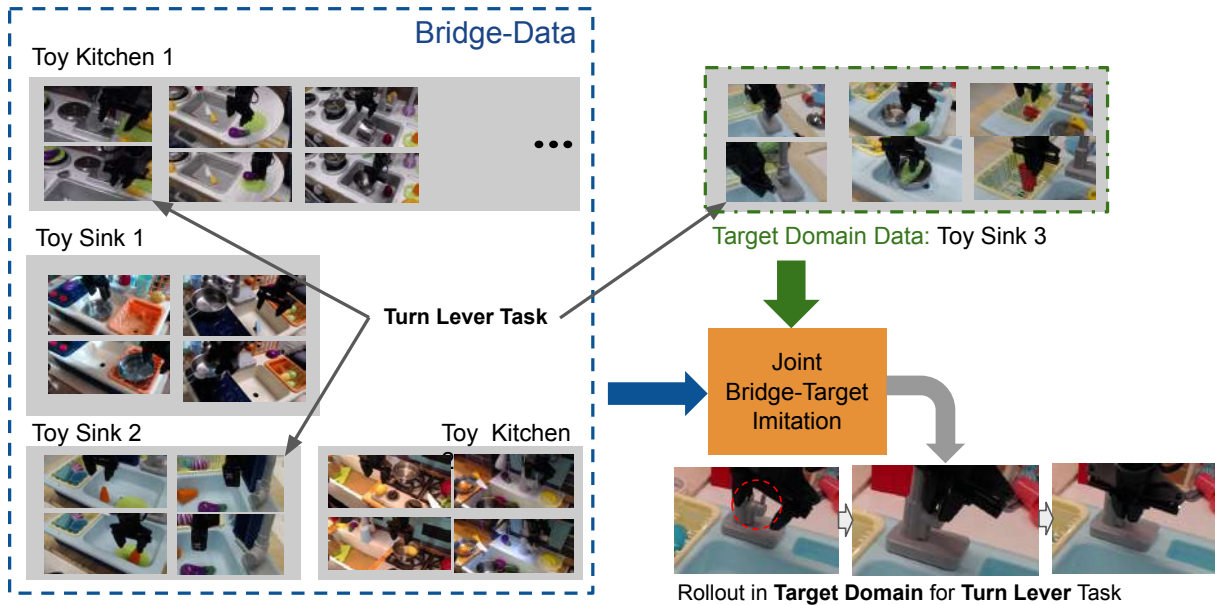 Bridge-Data
Toy Kitchen 1
...
Toy Sink 1
Turn Lever Task
Toy Sink 2
Toy Kitchen
Target Domain Data: Toy Sink 3
Joint
Bridge-Target
Imitation
Rollout in Target Domain for Turn Lever Task